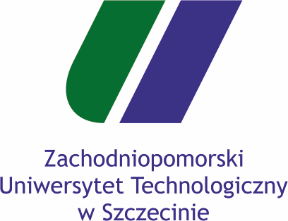 Zachodniopomorski
Uniwersytet Technologiczny
w Szczecinie